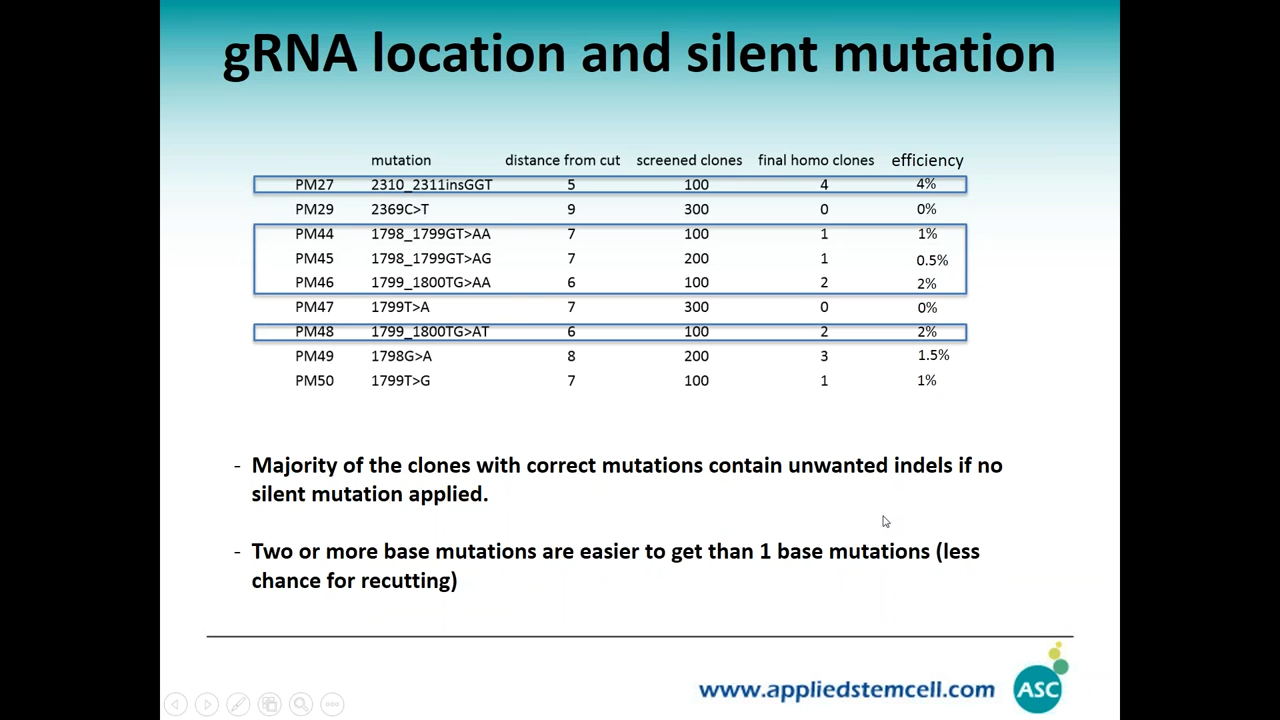 gRNA location and silent mutation
mutation distance from cut screened clones final homo clones efficiency
PM27 2310_2311insGGT 5 100 4 4%
PM29 2369C>T 9 300 0 0%
PM44 1798_1799GT>AA 7 100 1 1%
PM45 1798_1799GT>AG 7 200 1 0.5%
PM46 1799_1800TG>AA 6 100 2 2%
PM47 1799T>A 7 300 0 0%
PM48 1799_1800TG>AT 6 100 2 2%
PM49 1798G>A 8 200 3 1.5%
PM50 1799T>G 7 100 1 1%
- Majority of the clones with correct mutations contain unwanted indels if no
silent mutation applied.
- Two or more base mutations are easier to get than 1 base mutations (less
chance for recutting)
www.appliedstemcell.com
ASC